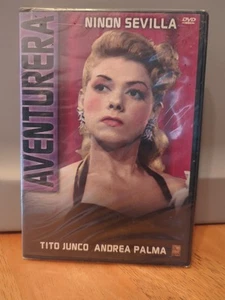 NINON SEVILLA
DVD
AVENTURERA
TITO JUNCO ANDREA PALMA